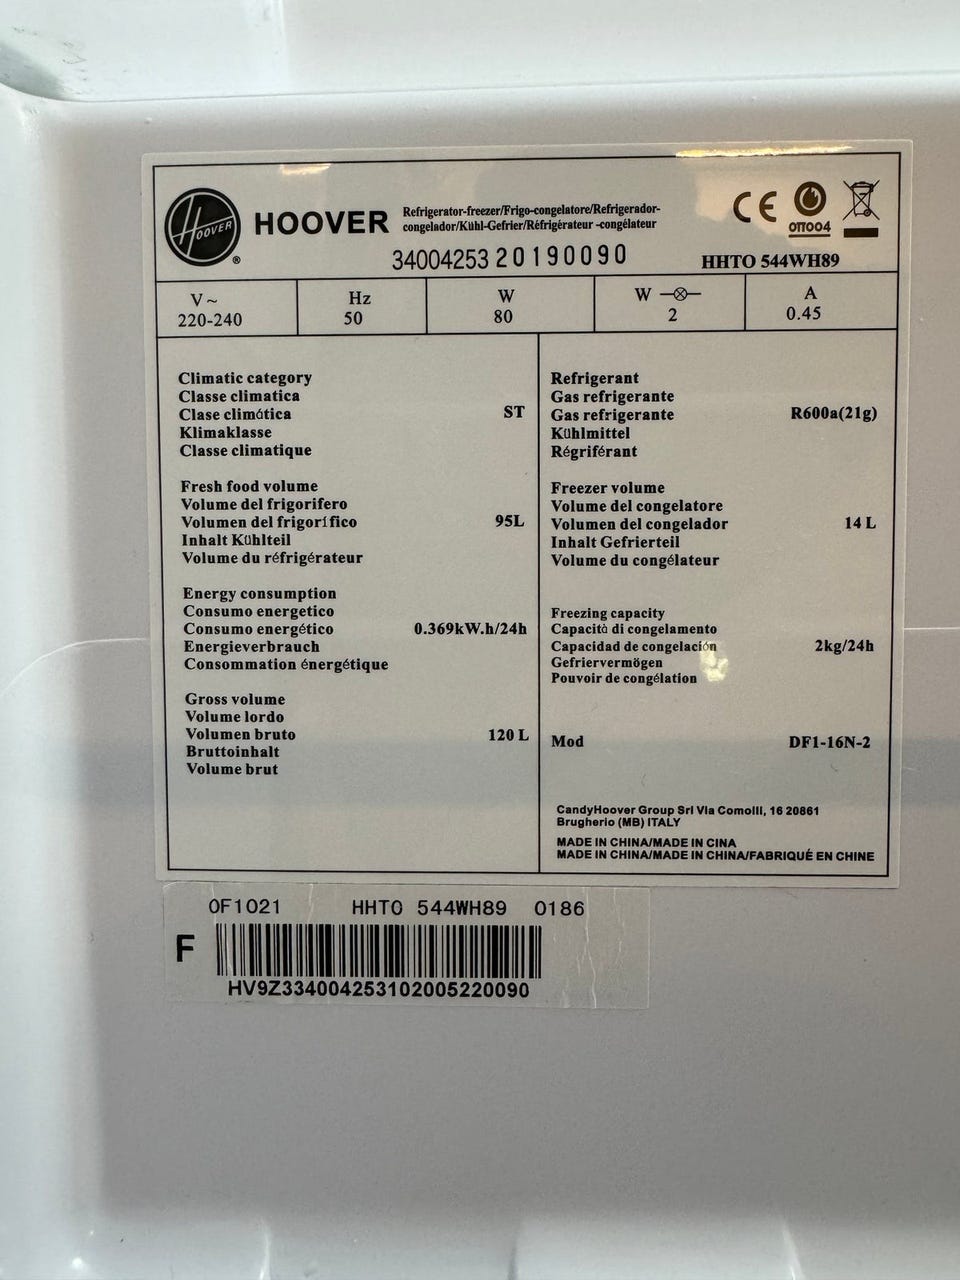 HOOVER ®
HOOVER
Refrigerator-freezer/Frigo-congelatore/Refrigerador-
congelador/Kühl-Gefrier/Réfrigérateur -congélateur
CE
011004
34004253 20190090
HHTO 544WH89
V ~
220-240
Hz
50
W
80
W
2
A
0.45
Climatic category
Classe climatica
Clase climática
Klimaklasse
Classe climatique
ST
Refrigerant
Gas refrigerante
Gas refrigerante
Kühlmittel
Régriférant
R600a(21g)
Fresh food volume
Volume del frigorifero
Volumen del frigorífico
Inhalt Kühlteil
Volume du réfrigérateur
95L
Freezer volume
Volume del congelatore
Volumen del congelador
Inhalt Gefrierteil
Volume du congélateur
14 L
Energy consumption
Consumo energetico
Consumo energético
Energieverbrauch
Consommation énergétique
0.369kW.h/24h
Freezing capacity
Capacità di congelamento
Capacidad de congelación
Gefriervermögen
Pouvoir de congélation
2kg/24h
Gross volume
Volume lordo
Volumen bruto
Bruttoinhalt
Volume brut
120 L
Mod
DF1-16N-2
CandyHoover Group Srl Via Comolli, 16 20861
Brugherio (MB) ITALY
MADE IN CHINA/MADE IN CINA
MADE IN CHINA/MADE IN CHINA/FABRIQUÉ EN CHINE
0F1021 HHTO 544WH89 0186
F
HV9Z334004253102005220090